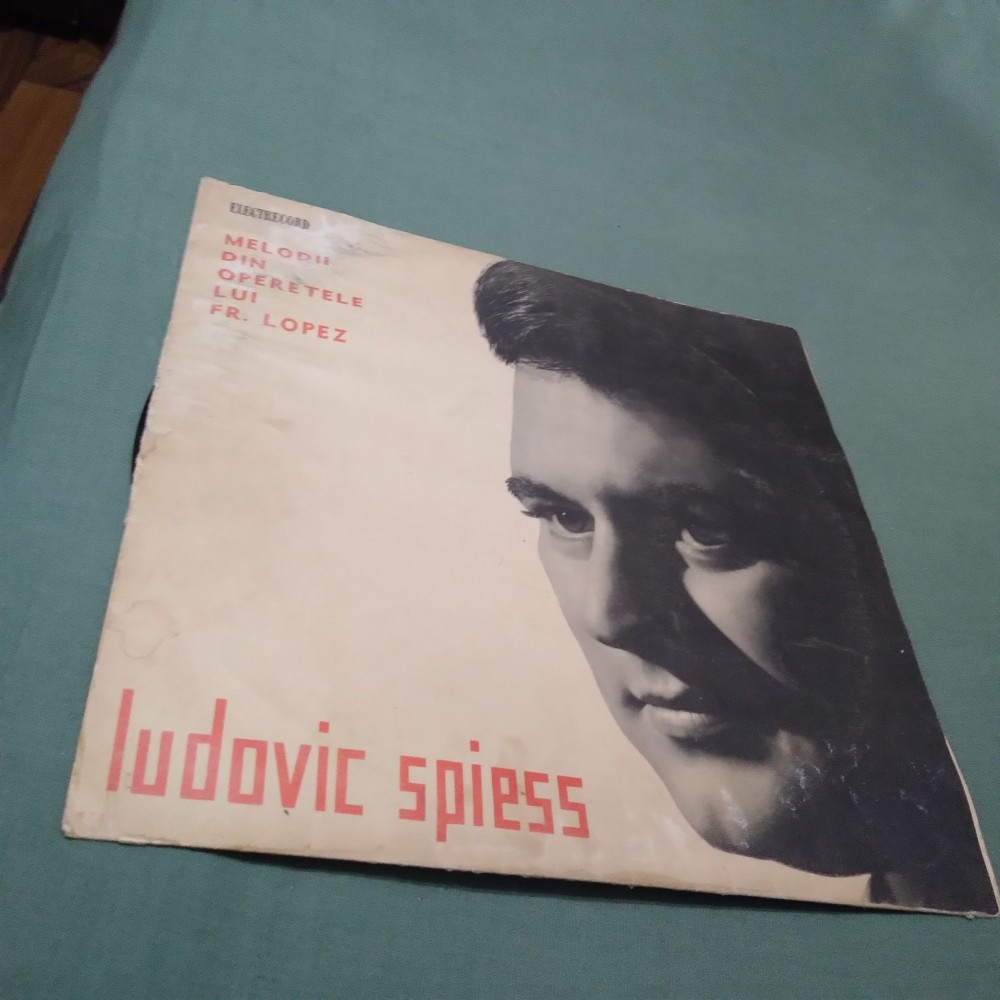 ELECTRECORD
MELODII
DIN
OPERETELE
LUI
FR. LOPEZ
ludovic spiess